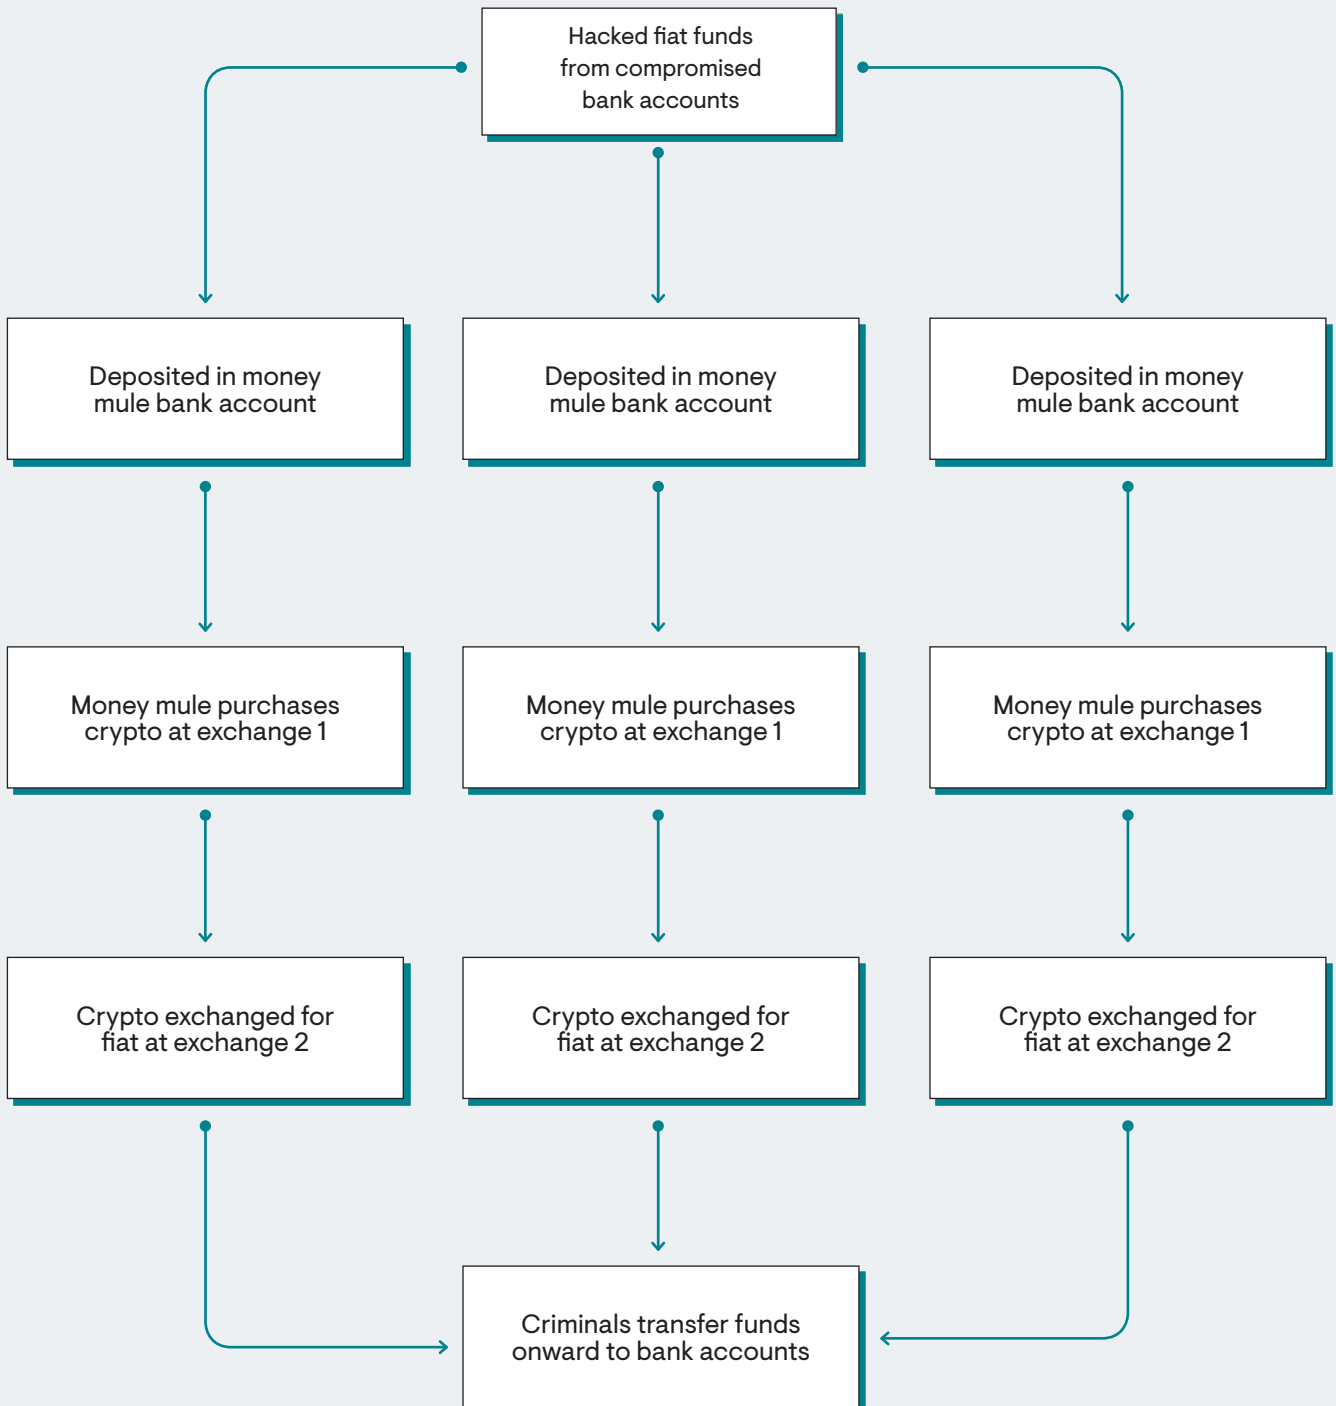 Hacked fiat funds
from compromised
bank accounts
Deposited in money
mule bank account
Deposited in money
mule bank account
Deposited in money
mule bank account
Money mule purchases
crypto at exchange 1
Money mule purchases
crypto at exchange 1
Money mule purchases
crypto at exchange 1
Crypto exchanged for
fiat at exchange 2
Crypto exchanged for
fiat at exchange 2
Crypto exchanged for
fiat at exchange 2
Criminals transfer funds
onward to bank accounts